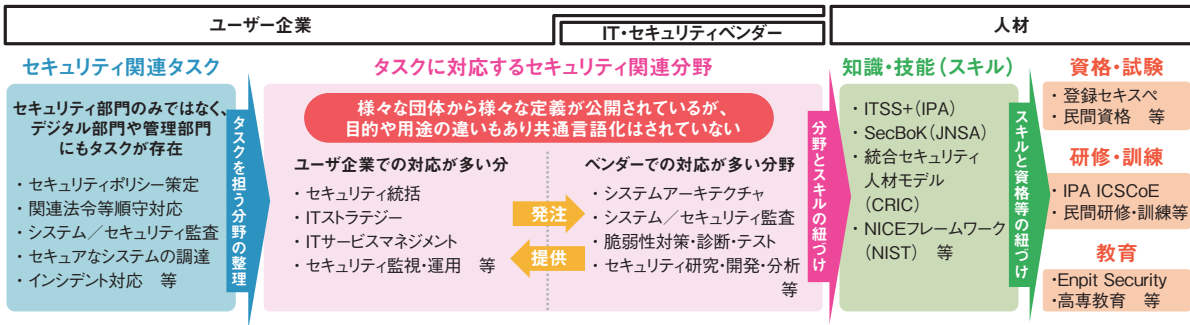 ユーザー企業
IT・セキュリティベンダー
人材
セキュリティ関連タスク
セキュリティ部門のみではなく、
デジタル部門や管理部門
にもタスクが存在
・セキュリティポリシー策定
・関連法令等順守対応
・システム／セキュリティ監査
・セキュアなシステムの調達
・インシデント対応　等
タスクを担う分野の整理
タスクに対応するセキュリティ関連分野
様々な団体から様々な定義が公開されているが、
目的や用途の違いもあり共通言語化はされていない
ユーザ企業での対応が多い分
・セキュリティ統括
・ITストラテジー
・ITサービスマネジメント
・セキュリティ監視・運用　等
発注
提供
ベンダーでの対応が多い分野
・システムアーキテクチャ
・システム／セキュリティ監査
・脆弱性対策・診断・テスト
・セキュリティ研究・開発・分析
等
分野とスキルの紐づけ
知識・技能（スキル）
・ITSS+（IPA）
・SecBoK（JNSA）
・統合セキュリティ
人材モデル
（CRIC）
・NICEフレームワーク
（NIST）　等
スキルと資格等の紐づけ
資格・試験
・登録セキスペ
・民間資格　等
研修・訓練
・IPA ICSCoE
・民間研修・訓練等
教育
・Enpit Security
・高専教育　等